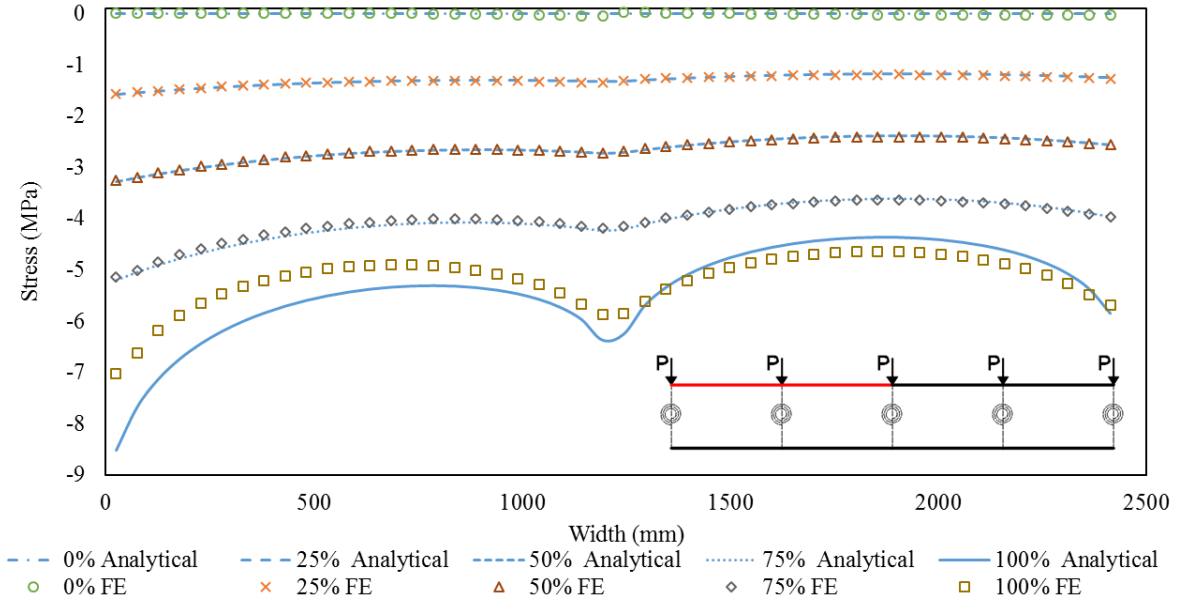 0
-1
-2
-3
-4
-5
-6
-7
-8
-9
Stress (MPa)
P P P P P
0 500 1000 1500 2000 2500
Width (mm)
0% Analytical 25% Analytical 50% Analytical 75% Analytical 100% Analytical
0% FE 25% FE 50% FE 75% FE 100% FE